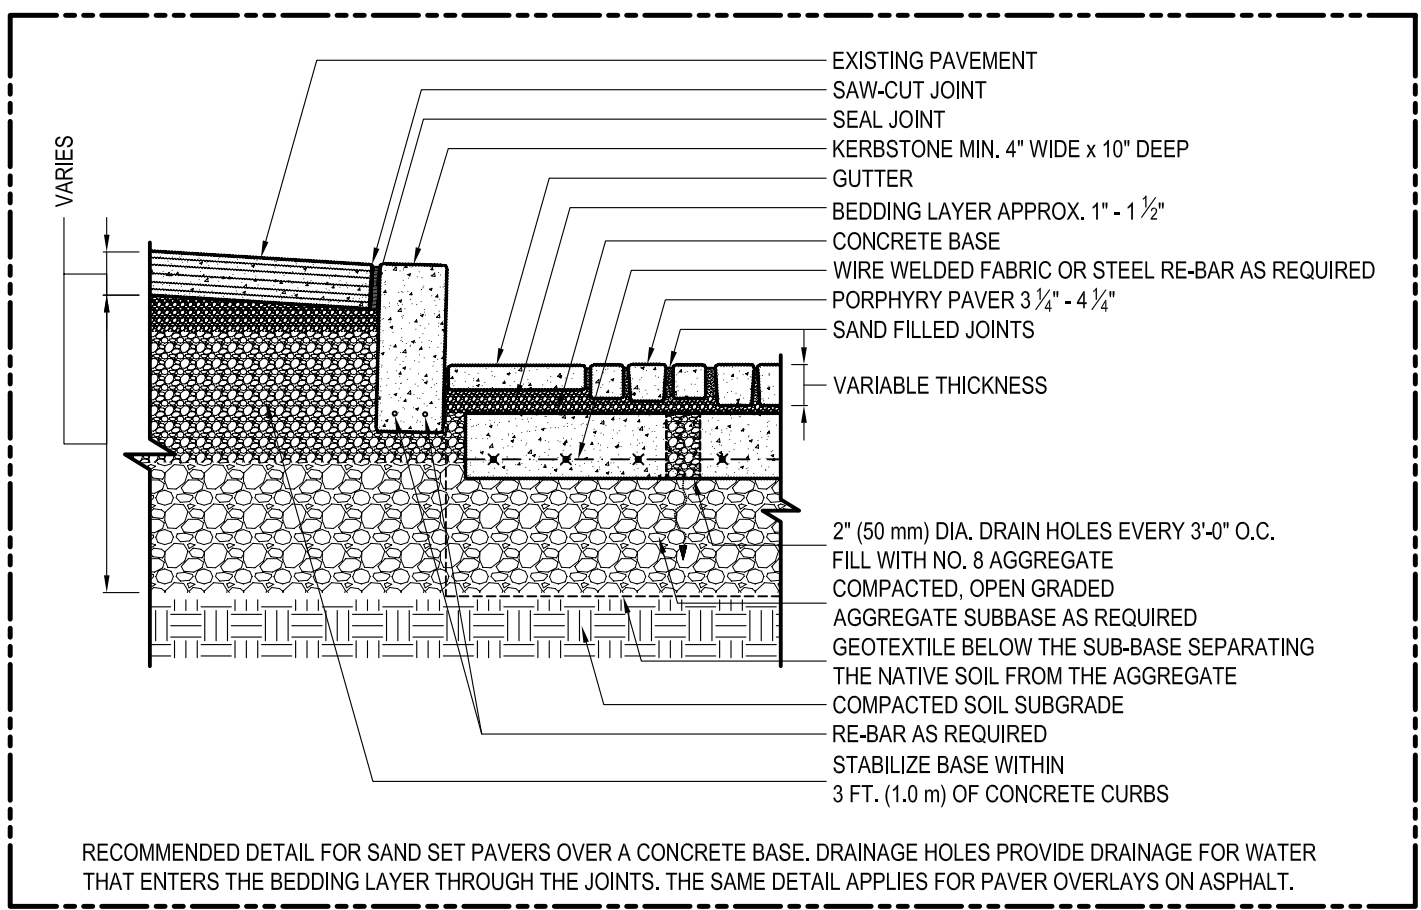 EXISTING PAVEMENT
SAW-CUT JOINT
SEAL JOINT
KERBSTONE MIN. 4" WIDE x 10" DEEP
GUTTER
BEDDING LAYER APPROX. 1" - 1 ½"
CONCRETE BASE
WIRE WELDED FABRIC OR STEEL RE-BAR AS REQUIRED
PORPHYRY PAVER 3 ¼" - 4 ¼"
SAND FILLED JOINTS
VARIABLE THICKNESS
VARIES
2" (50 mm) DIA. DRAIN HOLES EVERY 3'-0" O.C.
FILL WITH NO. 8 AGGREGATE
COMPACTED, OPEN GRADED
AGGREGATE SUBBASE AS REQUIRED
GEOTEXTILE BELOW THE SUB-BASE SEPARATING
THE NATIVE SOIL FROM THE AGGREGATE
COMPACTED SOIL SUBGRADE
RE-BAR AS REQUIRED
STABILIZE BASE WITHIN
3 FT. (1.0 m) OF CONCRETE CURBS
RECOMMENDED DETAIL FOR SAND SET PAVERS OVER A CONCRETE BASE. DRAINAGE HOLES PROVIDE DRAINAGE FOR WATER
THAT ENTERS THE BEDDING LAYER THROUGH THE JOINTS. THE SAME DETAIL APPLIES FOR PAVER OVERLAYS ON ASPHALT.